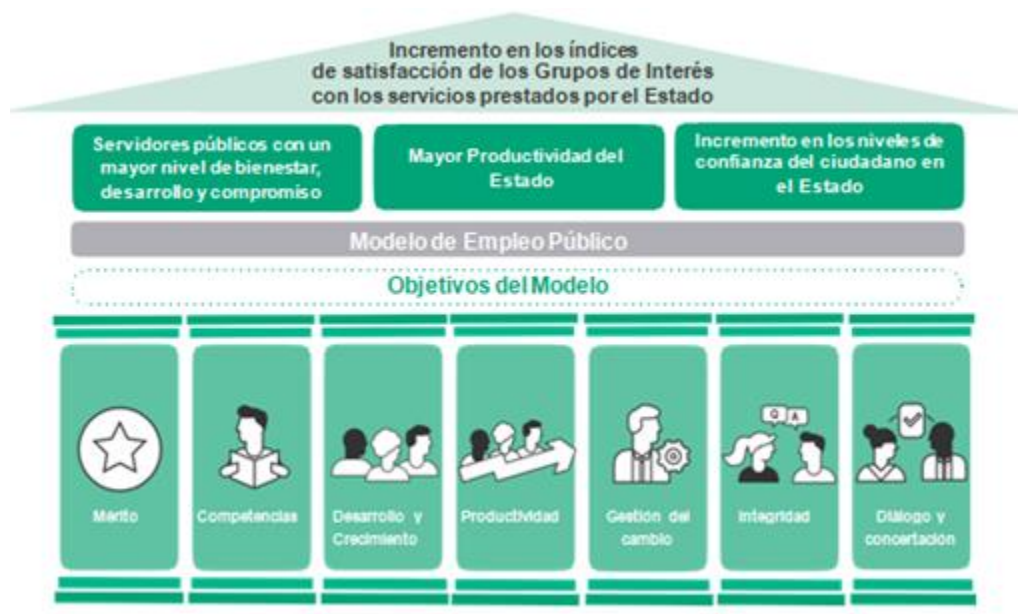 Incremento en los índices
de satisfacción de los Grupos de Interés
con los servicios prestados por el Estado
Servidores públicos con un
mayor nivel de bienestar,
desarrollo y compromiso
Mayor Productividad del
Estado
Incremento en los niveles de
confianza del ciudadano en
el Estado
Modelo de Empleo Público
Objetivos del Modelo
Mérito
Competencias
Desarrollo y
Crecimiento
Productividad
Gestión del
cambio
Q A
Integridad
Diálogo y
concertación